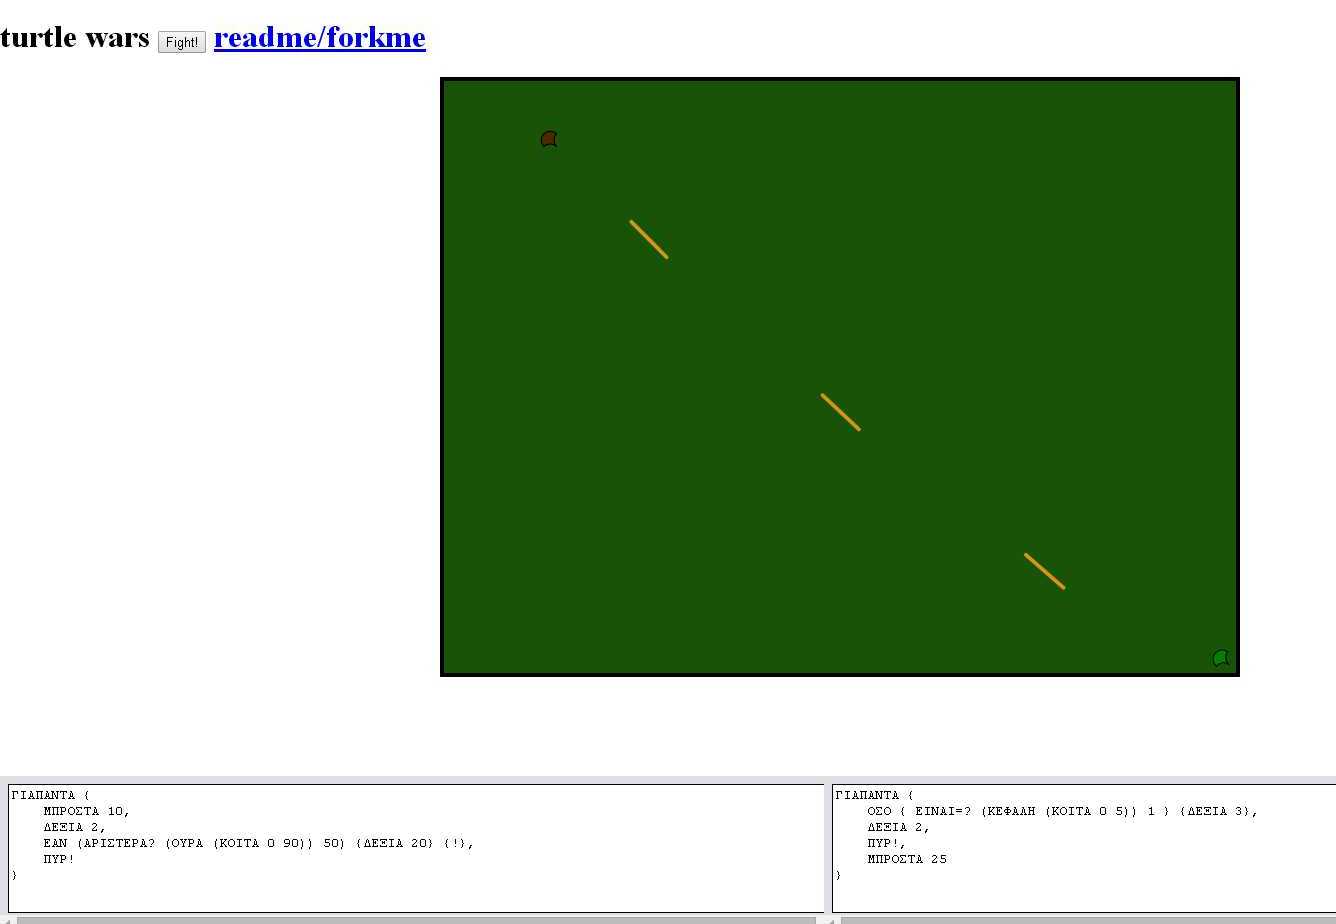 turtle wars Fight! readme/forkme
ΓΙΑΠΑΝΤΑ {
    ΜΠΡΟΣΤΑ 10,
    ΔΕΞΙΑ 2,
    ΕΑΝ (ΑΡΙΣΤΕΡΑ? (ΟΥΡΑ (ΚΟΙΤΑ 0 90)) 50) {ΔΕΞΙΑ 20} {!},
    ΠΥΡ!
}
ΓΙΑΠΑΝΤΑ {
    ΟΣΟ { ΕΙΝΑΙ=? (ΚΕΦΑΛΗ (ΚΟΙΤΑ 0 5)) 1 } {ΔΕΞΙΑ 3},
    ΔΕΞΙΑ 2,
    ΠΥΡ!,
    ΜΠΡΟΣΤΑ 25
}